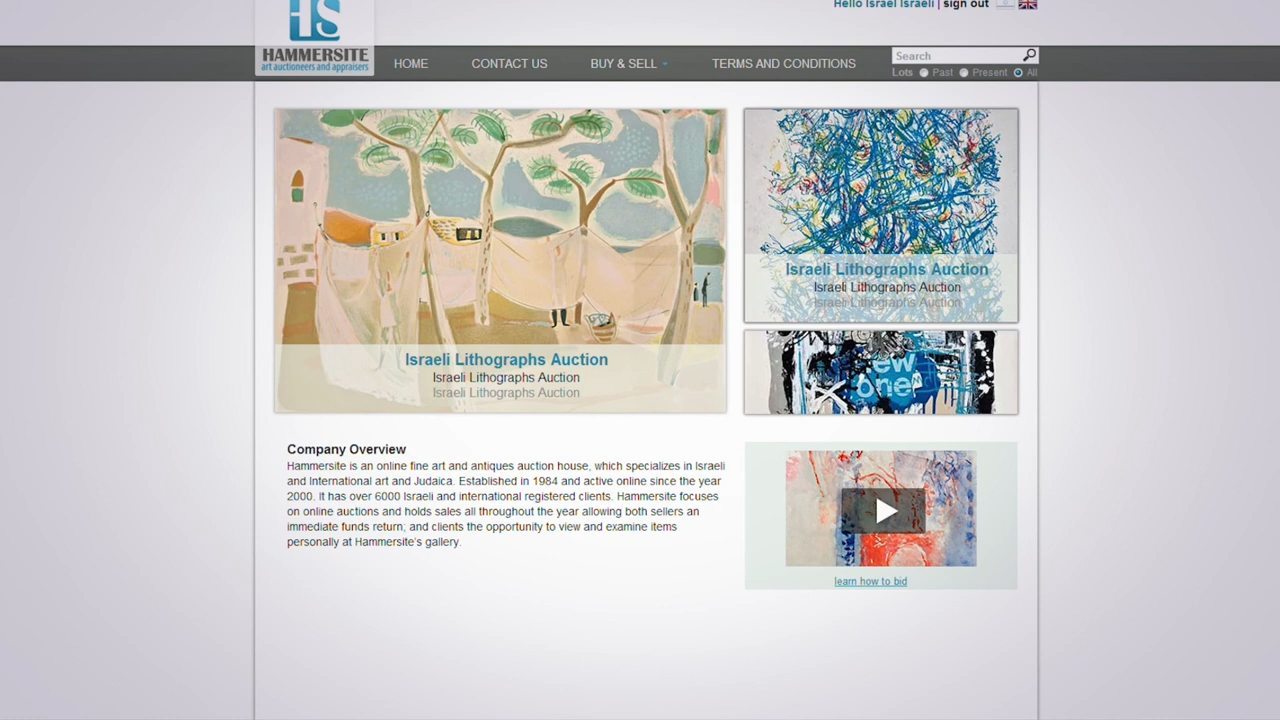 Hello Israel Israeli | sign out
HS
HAMMERSITE
art auctioneers and appraisers
HOME
CONTACT US
BUY & SELL
TERMS AND CONDITIONS
Search
Lots Past Present All
Israeli Lithographs Auction
Israeli Lithographs Auction
Israeli Lithographs Auction
Israeli Lithographs Auction
Israeli Lithographs Auction
Israeli Lithographs Auction
new
one
Company Overview
Hammersite is an online fine art and antiques auction house, which specializes in Israeli
and International art and Judaica. Established in 1984 and active online since the year
2000. It has over 6000 Israeli and international registered clients. Hammersite focuses
on online auctions and holds sales all throughout the year allowing both sellers an
immediate funds return; and clients the opportunity to view and examine items
personally at Hammersite's gallery.
learn how to bid